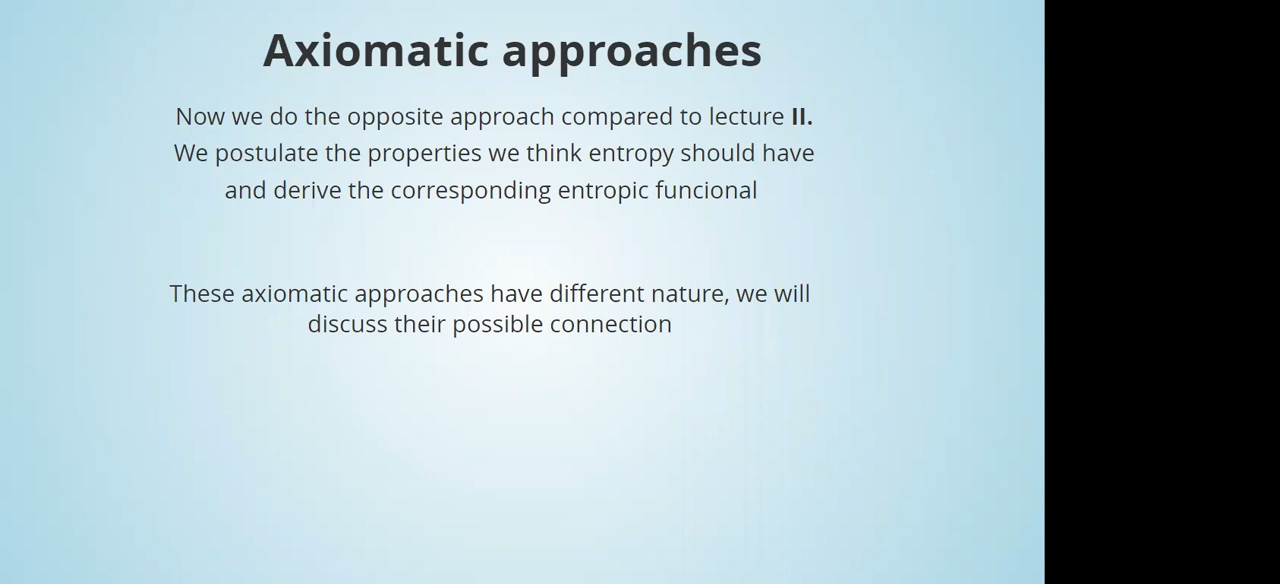 Axiomatic approaches
Now we do the opposite approach compared to lecture II.
We postulate the properties we think entropy should have
and derive the corresponding entropic funcional
These axiomatic approaches have different nature, we will
discuss their possible connection